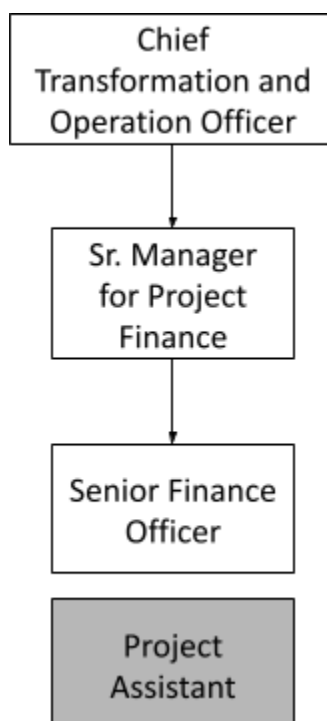 Chief
Transformation and
Operation Officer
Sr. Manager
for Project
Finance
Senior Finance
Officer
Project
Assistant